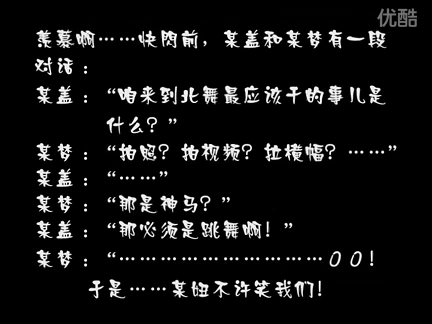 优酷
羡慕啊……快闪前，某盖和某梦有一段
对话：
某盖：“咱来到北舞最应该干的事儿是
什么？”
某梦：“拍照？拍视频？拉横幅？……”
某盖：“……”
某梦：“那是神马？”
某盖：“那必须是跳舞啊！”
某梦：“……………………………OO！
于是……某妞不许笑我们！